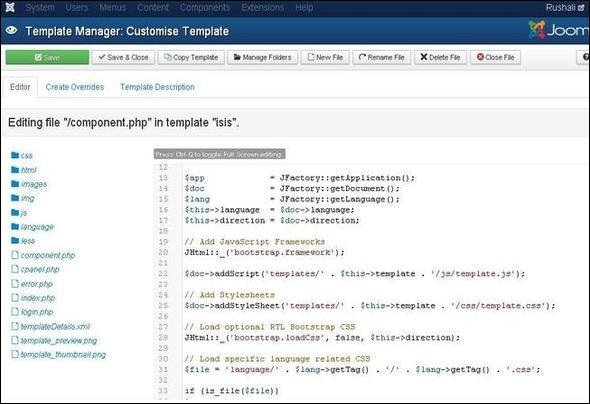 System Users Menus Content Components Extensions Help Rushali
Template Manager: Customise Template
Joom
Save Save & Close Copy Template Manage Folders New File Rename File Delete File Close File
Editor Create Overrides Template Description
Editing file "/component.php" in template "isis".
css
html
images
img
js
language
less
component.php
cpanel.php
error.php
index.php
login.php
templateDetails.xml
template_preview.png
template_thumbnail.png
Press Ctrl-Q to toggle Full Screen editing.
12
13 $app = JFactory::getApplication();
14 $doc = JFactory::getDocument();
15 $lang = JFactory::getLanguage();
16 $this->language = $doc->language;
17 $this->direction = $doc->direction;
18
19 // Add JavaScript Frameworks
20 JHtml::_('bootstrap.framework');
21
22 $doc->addScript('templates/' . $this->template . '/js/template.js');
23
24 // Add Stylesheets
25 $doc->addStyleSheet('templates/' . $this->template . '/css/template.css');
26
27 // Load optional RTL Bootstrap CSS
28 JHtml::_('bootstrap.loadCss', false, $this->direction);
29
30 // Load specific language related CSS
31 $file = 'language/' . $lang->getTag() . '/' . $lang->getTag() . '.css';
32
33 if (is_file($file))